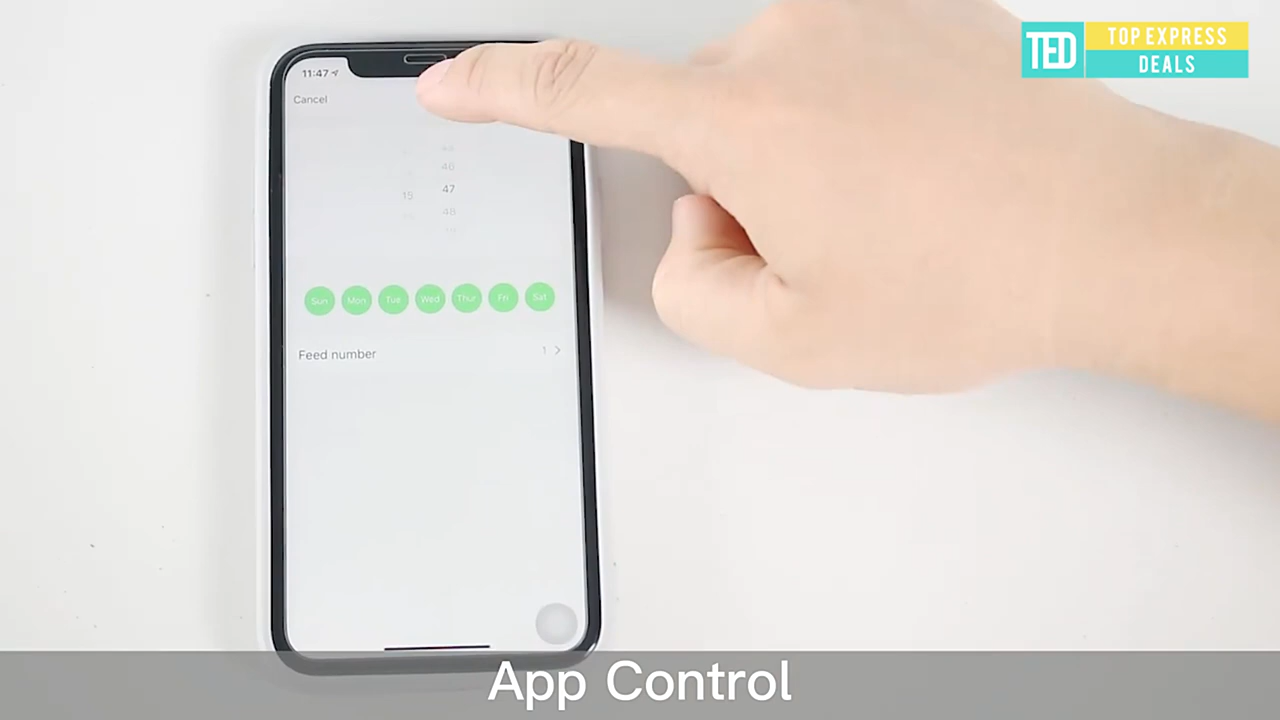 TED
TOP EXPRESS
DEALS
11:47
Cancel
46
15
47
48
Sun Mon Tue Wed Thur Fri Sat
Feed number
1
App Control